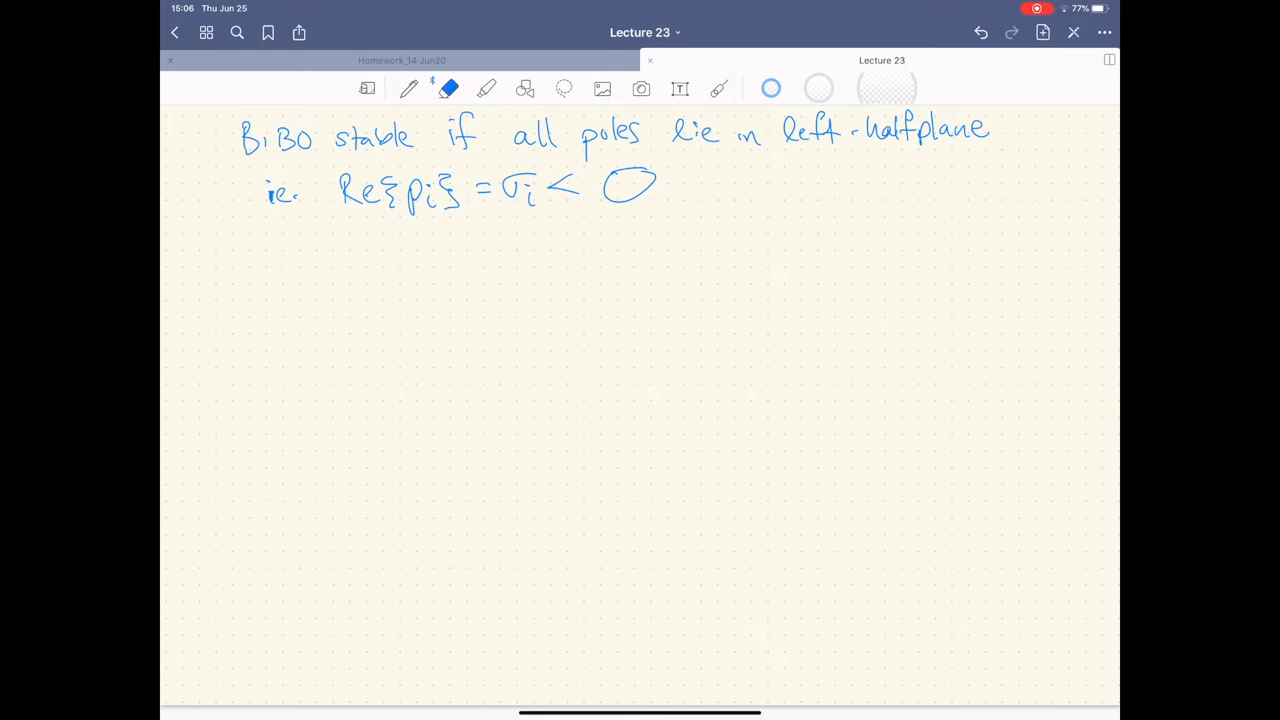 15:06 Thu Jun 25
77%
Lecture 23
Homework_14 Jun20
Lecture 23
T
BIBO stable if all poles lie in left-halfplane
ie. Re{pi} = σi < 0